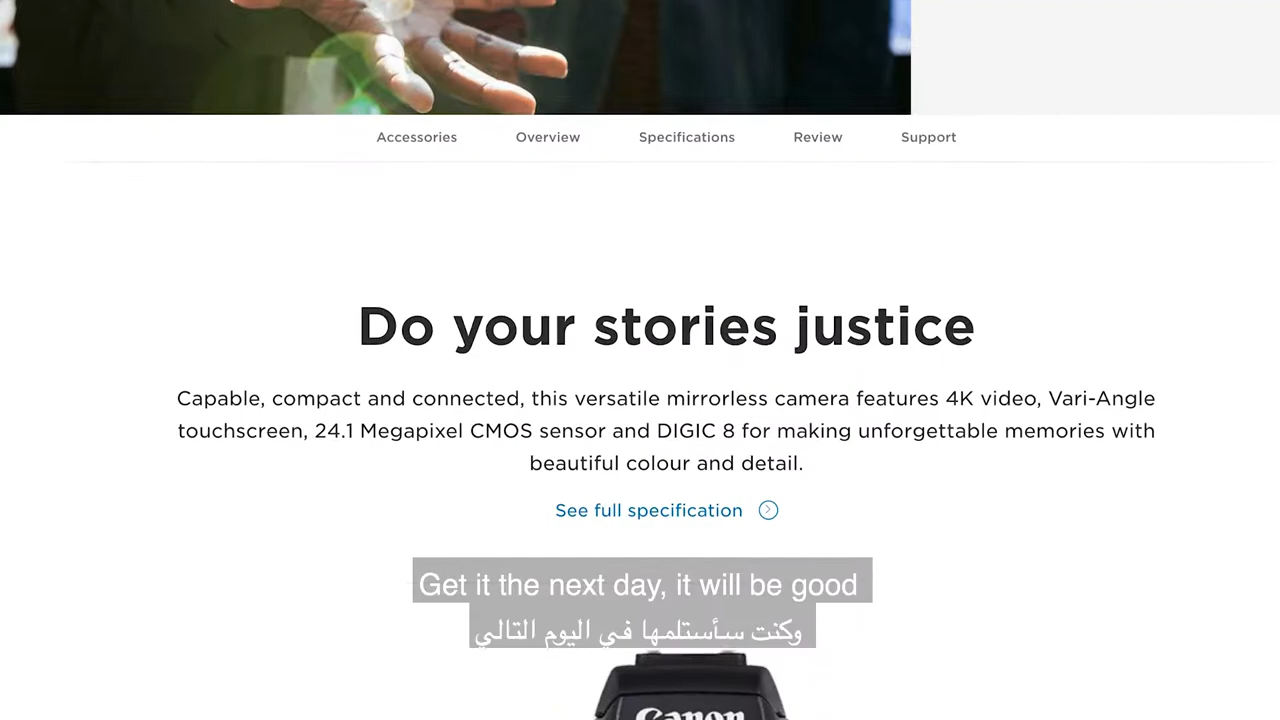 Accessories
Overview
Specifications
Review
Support
Do your stories justice
Capable, compact and connected, this versatile mirrorless camera features 4K video, Vari-Angle
touchscreen, 24.1 Megapixel CMOS sensor and DIGIC 8 for making unforgettable memories with
beautiful colour and detail.
See full specification
Get it the next day, it will be good
وكنت سأستلمها في اليوم التالي
Canon